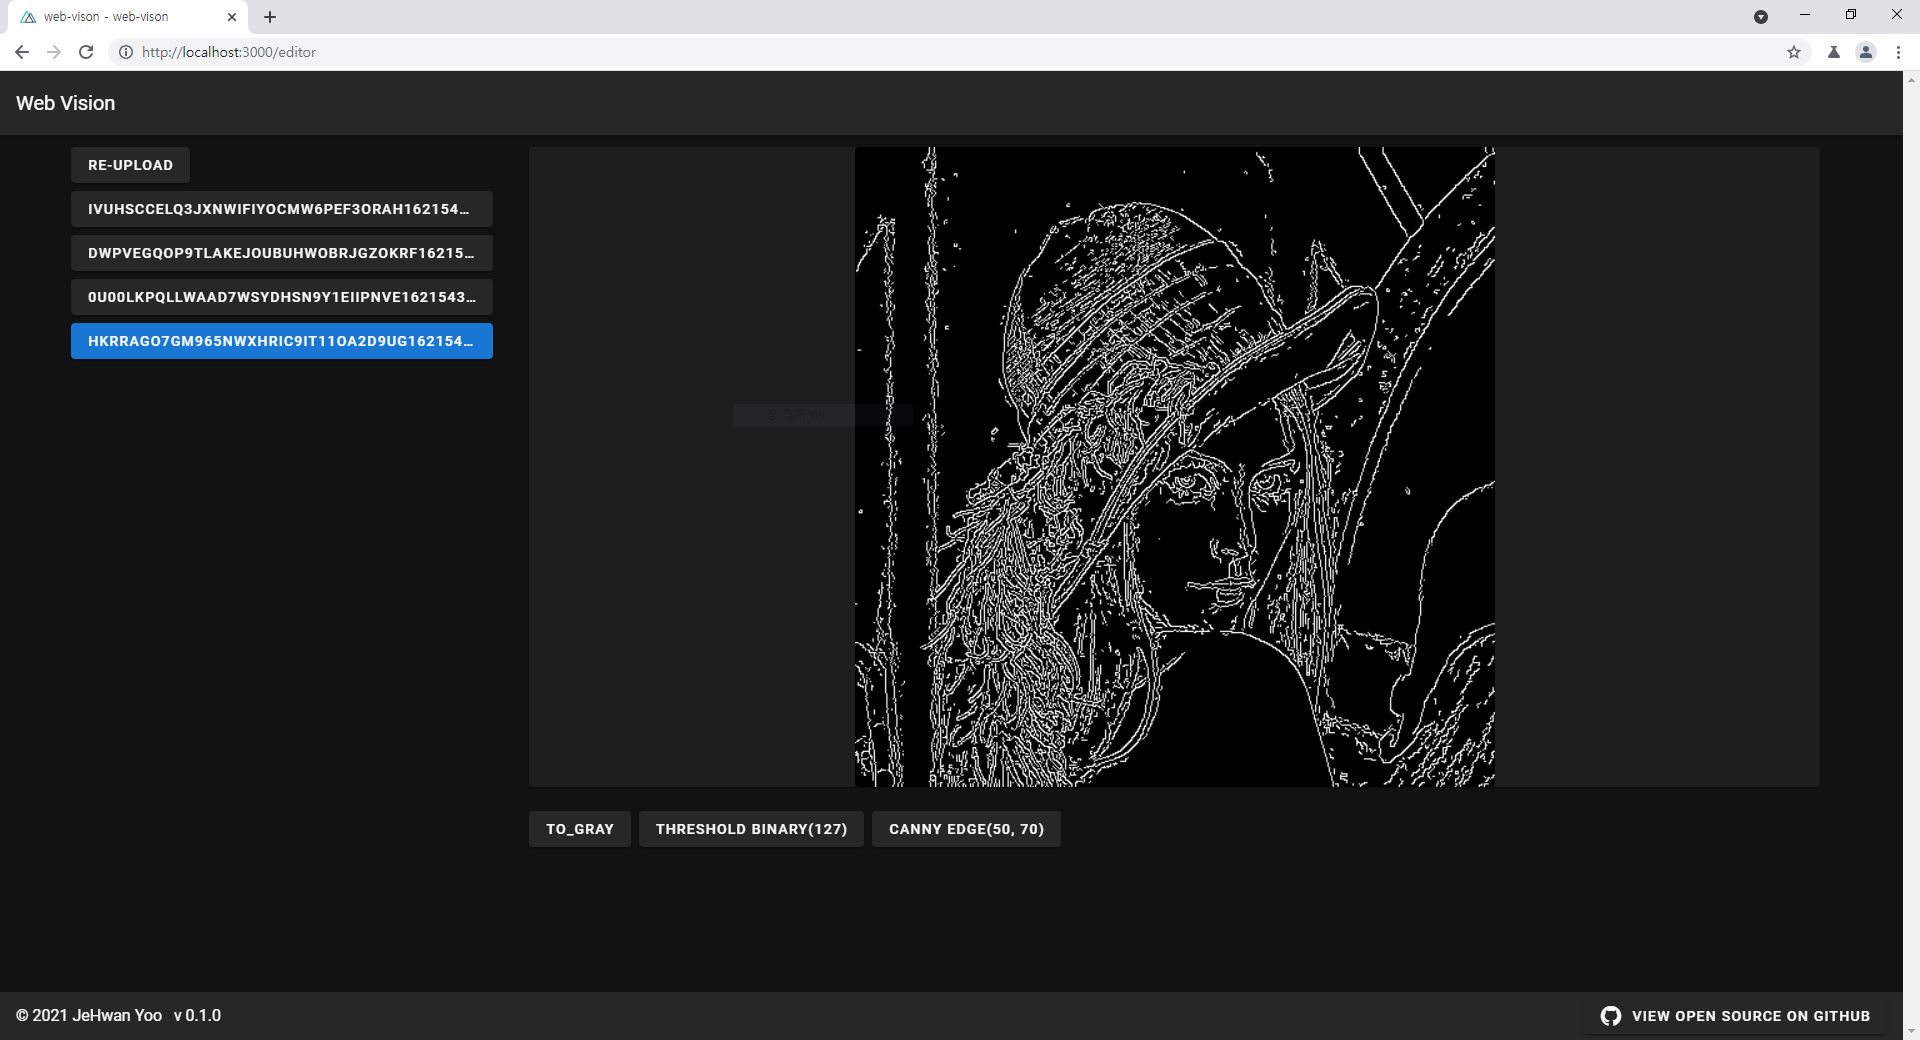 web-vison - web-vison
http://localhost:3000/editor
Web Vision
RE-UPLOAD
IVUHSCCELQ3JXNWIFIYOCMW6PEF3ORAH162154...
DWPVEGQOP9TLAKEJOUBUHWOBRJGZOKRF16215...
0U00LKPQLLWAAD7WSYDHSN9Y1EIIPNVE1621543...
HKRRAGO7GM965NWXHRIC9IT11OA2D9UG162154...
TO_GRAY
THRESHOLD BINARY(127)
CANNY EDGE(50, 70)
© 2021 JeHwan Yoo v 0.1.0
VIEW OPEN SOURCE ON GITHUB